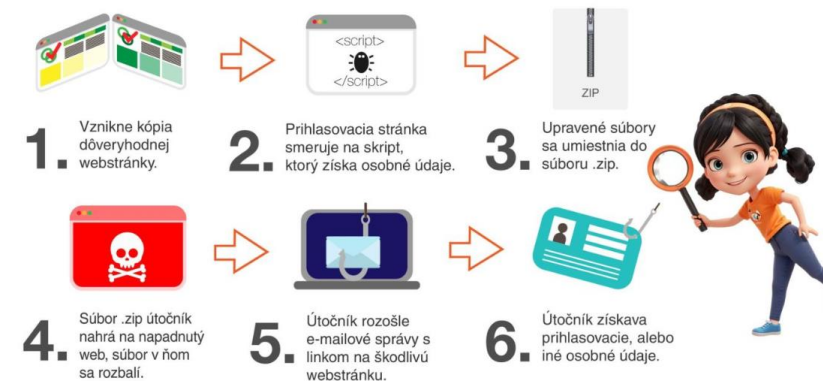 <script>
</script>
ZIP
1.
Vznikne kópia
dôveryhodnej
webstránky.
2.
Prihlasovacia stránka
smeruje na skript,
ktorý získa osobné údaje.
3.
Upravené súbory
sa umiestnia do
súboru .zip.
4.
Súbor .zip útočník
nahrá na napadnutý
web, súbor v ňom
sa rozbalí.
5.
Útočník rozošle
e-mailové správy s
linkom na škodlivú
webstránku.
6.
Útočník získava
prihlasovacie, alebo
iné osobné údaje.